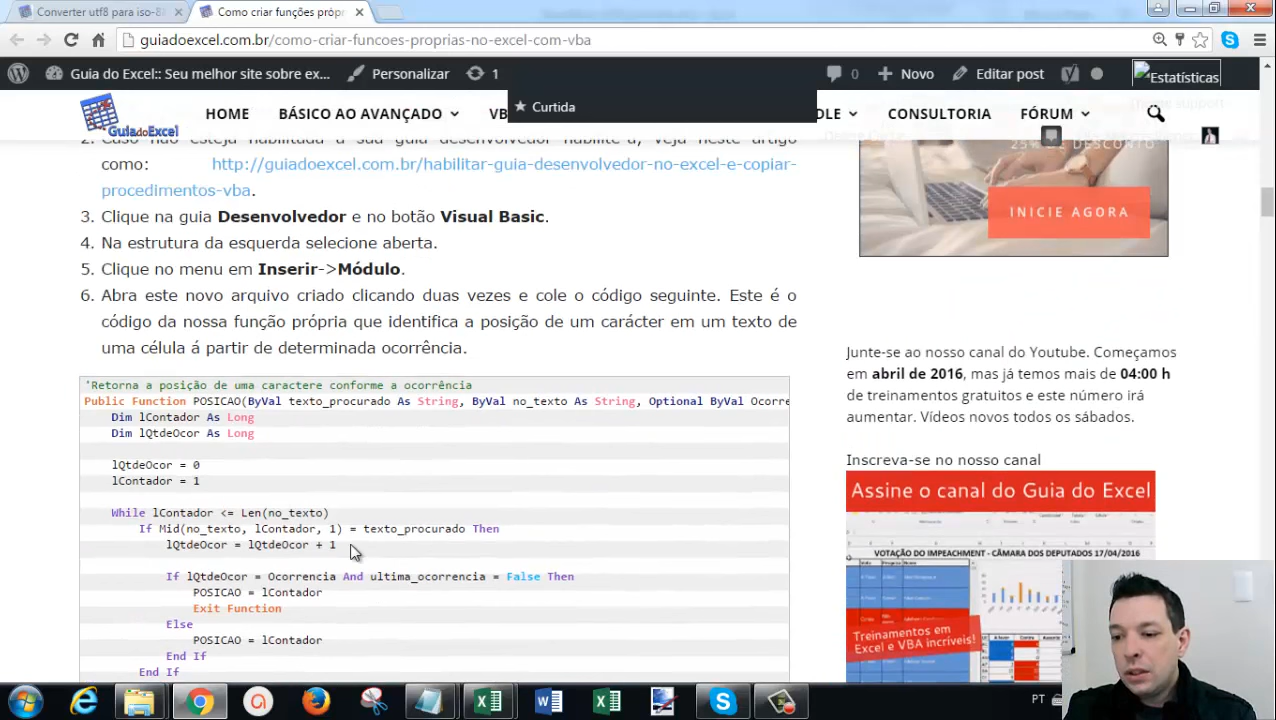 Converter utf8 para iso-8
Como criar funções própr
guiadoexcel.com.br/como-criar-funcoes-proprias-no-excel-com-vba
Guia do Excel:: Seu melhor site sobre ex...
Personalizar
1
0
Novo
Editar post
Estatísticas
Curtida
GuiadoExcel
HOME
BÁSICO AO AVANÇADO
VB
DLE
CONSULTORIA
FÓRUM
como: http://guiadoexcel.com.br/habilitar-guia-desenvolvedor-no-excel-e-copiar-
procedimentos-vba.
3. Clique na guia Desenvolvedor e no botão Visual Basic.
4. Na estrutura da esquerda selecione aberta.
5. Clique no menu em Inserir->Módulo.
6. Abra este novo arquivo criado clicando duas vezes e cole o código seguinte. Este é o
código da nossa função própria que identifica a posição de um carácter em um texto de
uma célula á partir de determinada ocorrência.
'Retorna a posição de uma caractere conforme a ocorrência
Public Function POSICAO(ByVal texto_procurado As String, ByVal no_texto As String, Optional ByVal Ocorre
Dim lContador As Long
Dim lQtdeOcor As Long
lQtdeOcor = 0
lContador = 1
While lContador <= Len(no_texto)
If Mid(no_texto, lContador, 1) = texto_procurado Then
lQtdeOcor = lQtdeOcor + 1
If lQtdeOcor = Ocorrencia And ultima_ocorrencia = False Then
POSICAO = lContador
Exit Function
Else
POSICAO = lContador
End If
End If
25% DE DESCONTO
INICIE AGORA
Junte-se ao nosso canal do Youtube. Começamos
em abril de 2016, mas já temos mais de 04:00 h
de treinamentos gratuitos e este número irá
aumentar. Vídeos novos todos os sábados.
Inscreva-se no nosso canal
Assine o canal do Guia do Excel
VOTAÇÃO DO IMPEACHMENT - CÂMARA DOS DEPUTADOS 17/04/2016
Treinamentos em
Excel e VBA incríveis!
PT